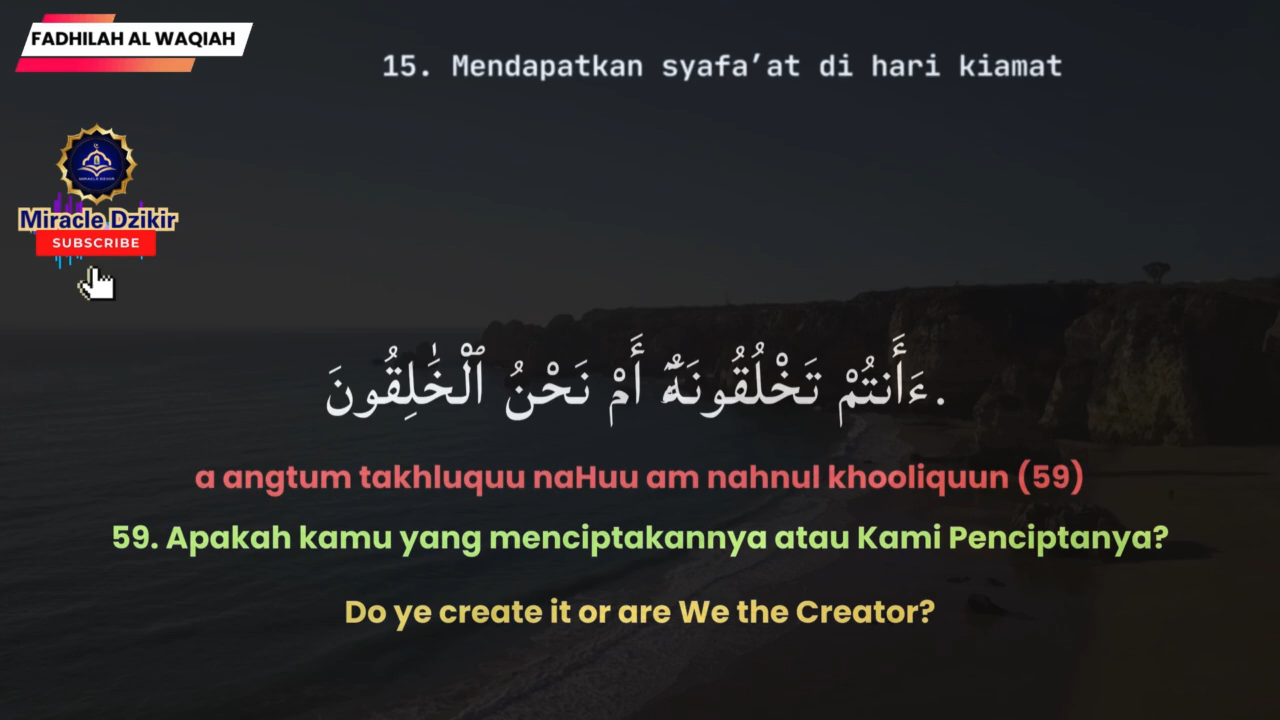 FADHILAH AL WAQIAH
15. Mendapatkan syafa’at di hari kiamat
Miracle Dzikir
SUBSCRIBE
ءَأَنتُمْ تَخْلُقُونَهُۥٓ أَمْ نَحْنُ ٱلْخَٰلِقُونَ.
a angtum takhluquu naHuu am nahnul khooliquun (59)
59. Apakah kamu yang menciptakannya atau Kami Penciptanya?
Do ye create it or are We the Creator?